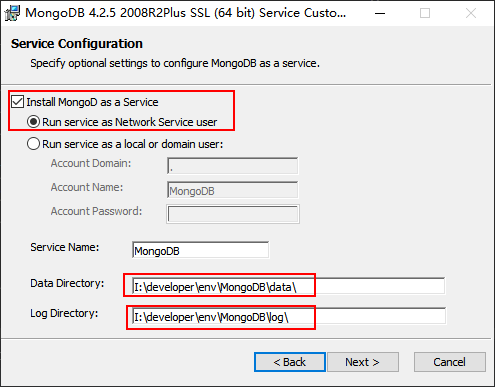 MongoDB 4.2.5 2008R2Plus SSL (64 bit) Service Custo...
Service Configuration
Specify optional settings to configure MongoDB as a service.
Install MongoD as a Service
Run service as Network Service user
Run service as a local or domain user:
Account Domain: .
Account Name: MongoDB
Account Password:
Service Name: MongoDB
Data Directory: I:\developer\env\MongoDB\data\
Log Directory: I:\developer\env\MongoDB\log\
< Back Next > Cancel